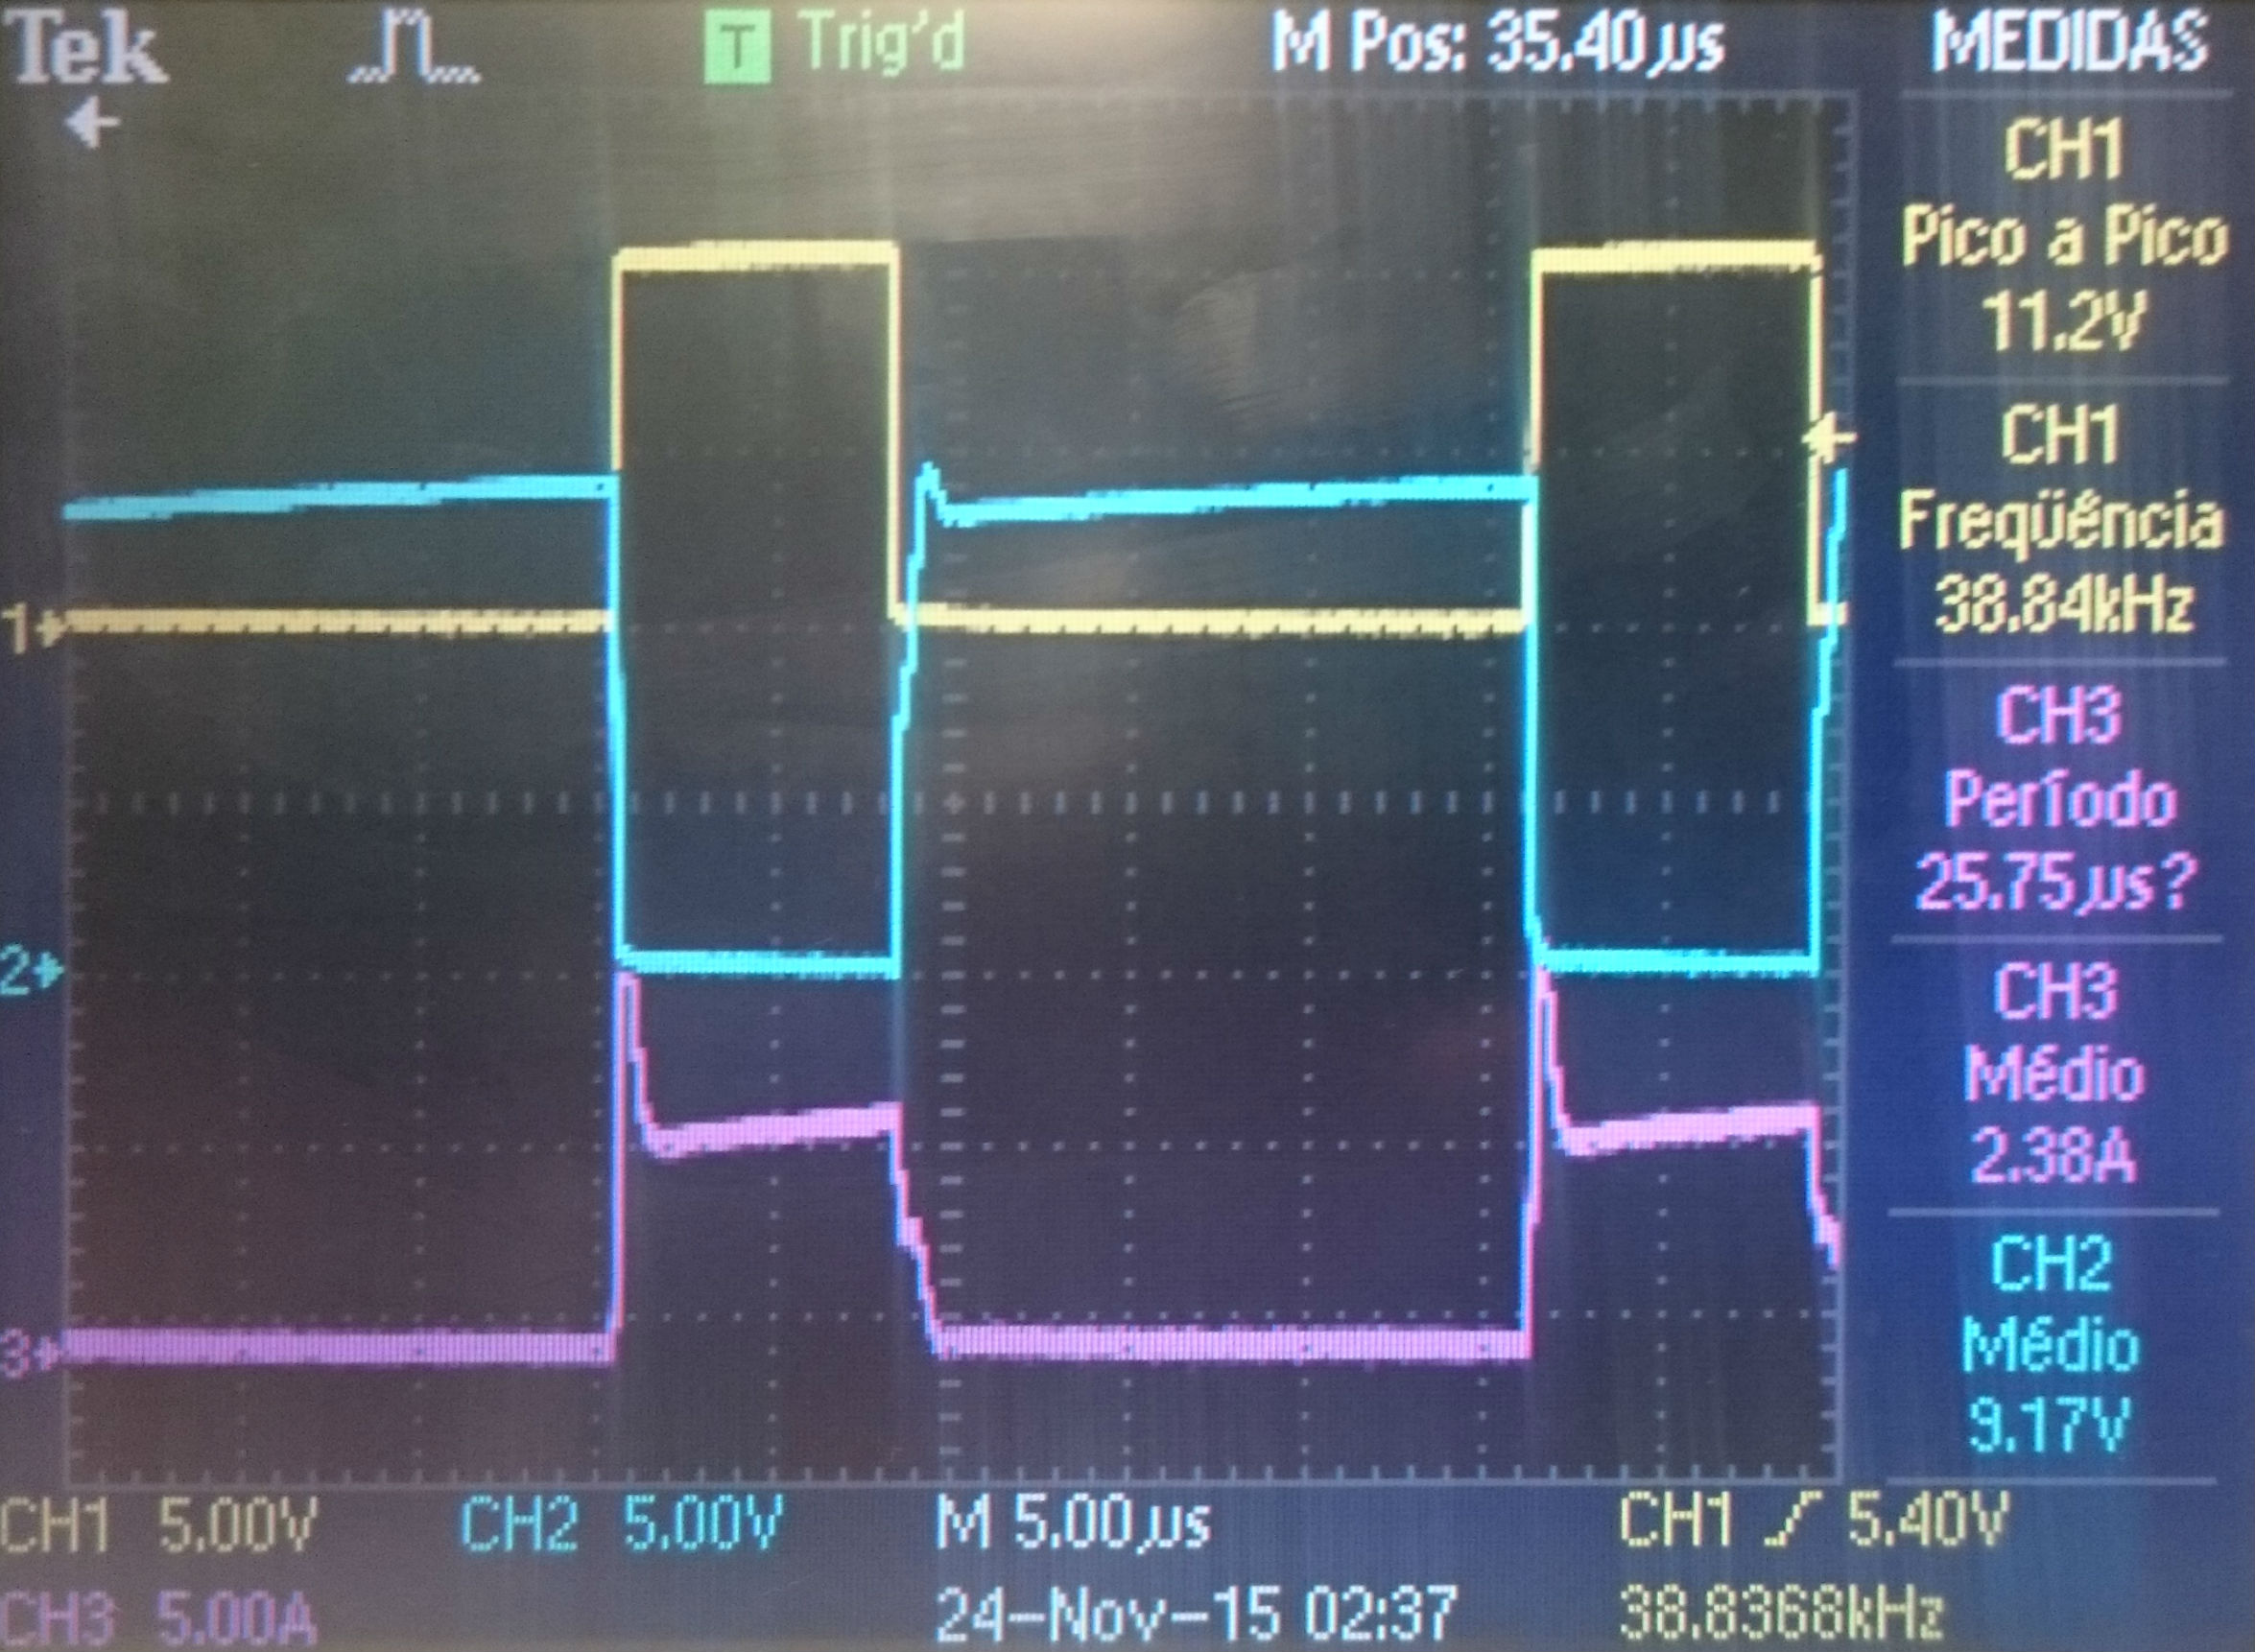 Tek T Trig'd M Pos: 35.40µs MEDIDAS
CH1
Pico a Pico
11.2V
CH1
Freqüência
38.84kHz
CH3
Período
25.75µs?
CH3
Médio
2.38A
CH2
Médio
9.17V
1
2
3
CH1 5.00V CH2 5.00V M 5.00µs CH1 5.40V
CH3 5.00A 24-Nov-15 02:37 38.8368kHz